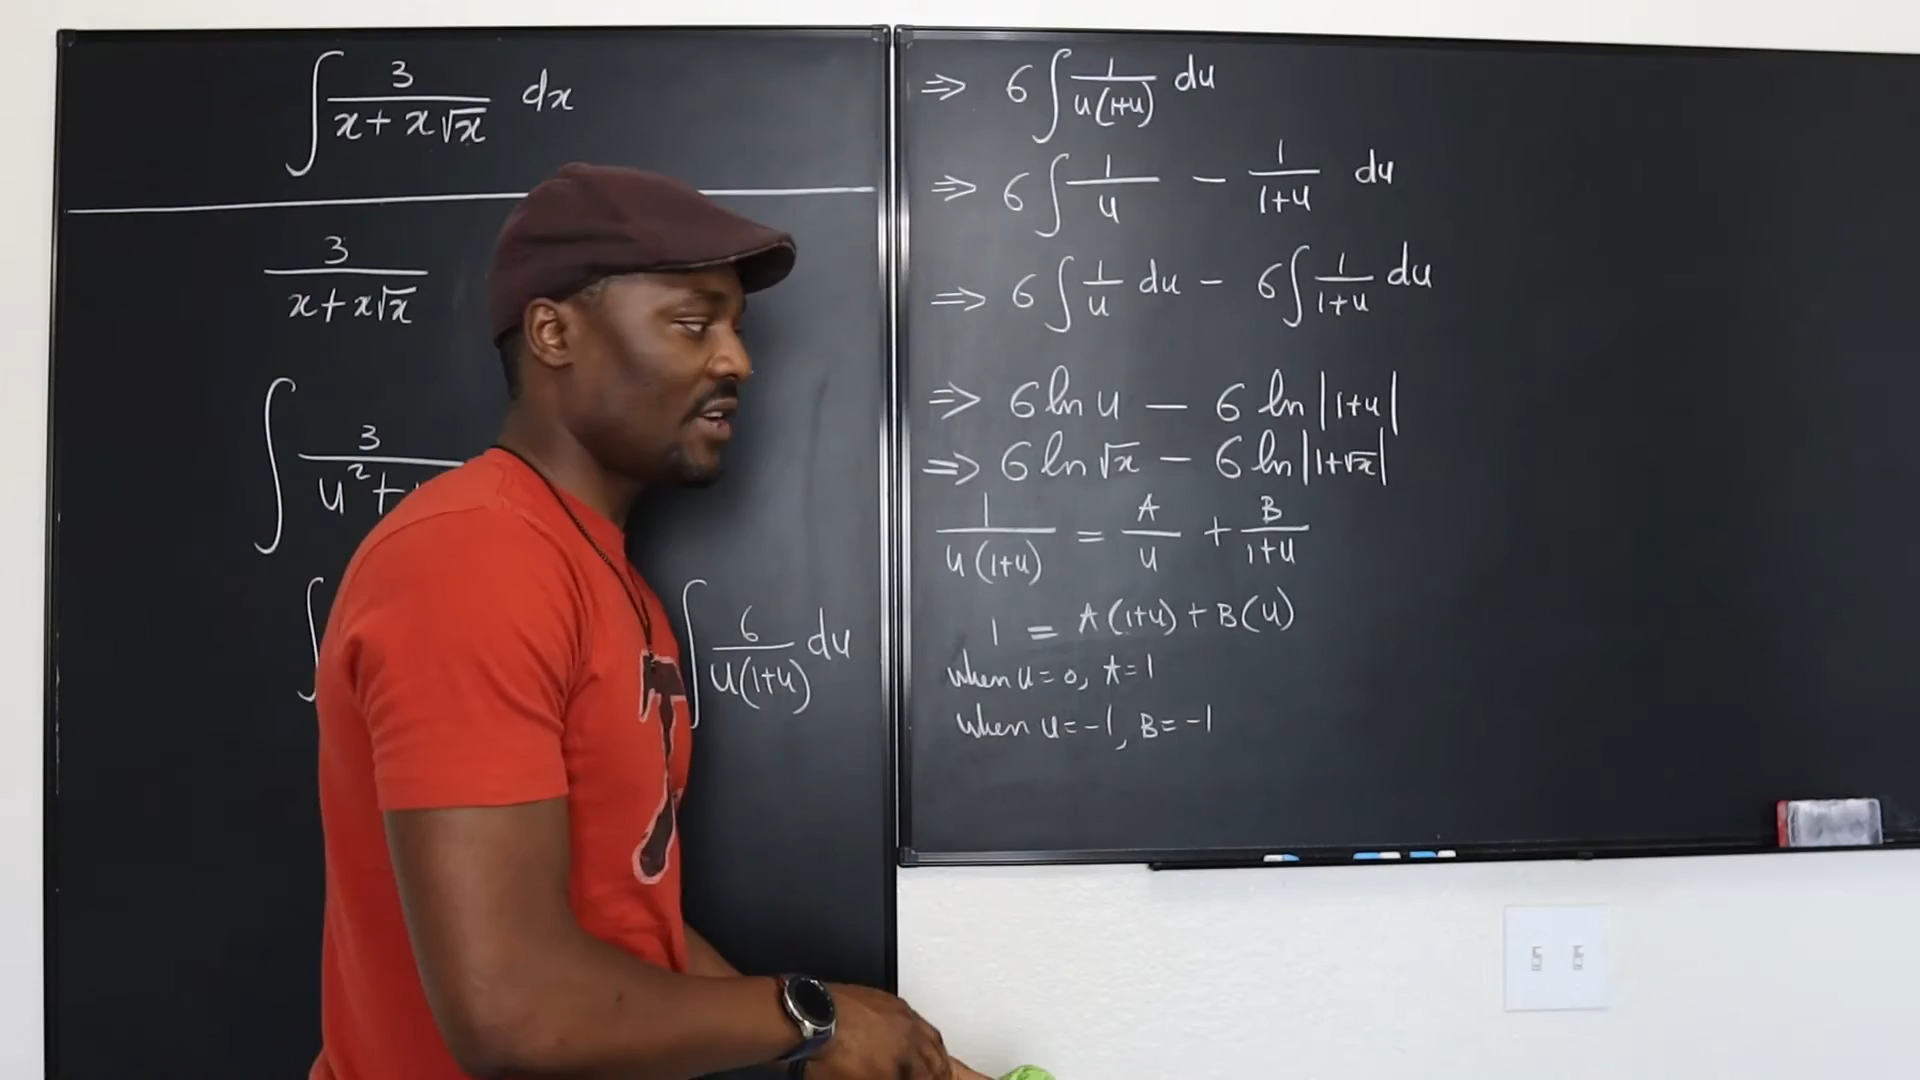 ∫ 3/(x + x√x) dx
3/(x + x√x)
∫ 3/(u² +
∫
∫ 6/(u(1+u)) du
⇒ 6 ∫ 1/(u(1+u)) du
⇒ 6 ∫ 1/u − 1/(1+u) du
⇒ 6 ∫ 1/u du − 6 ∫ 1/(1+u) du
⇒ 6 ln u − 6 ln |1+u|
⇒ 6 ln √x − 6 ln |1+√x|
1/(u(1+u)) = A/u + B/(1+u)
1 = A(1+u) + B(u)
when u = 0, A = 1
when u = −1, B = −1